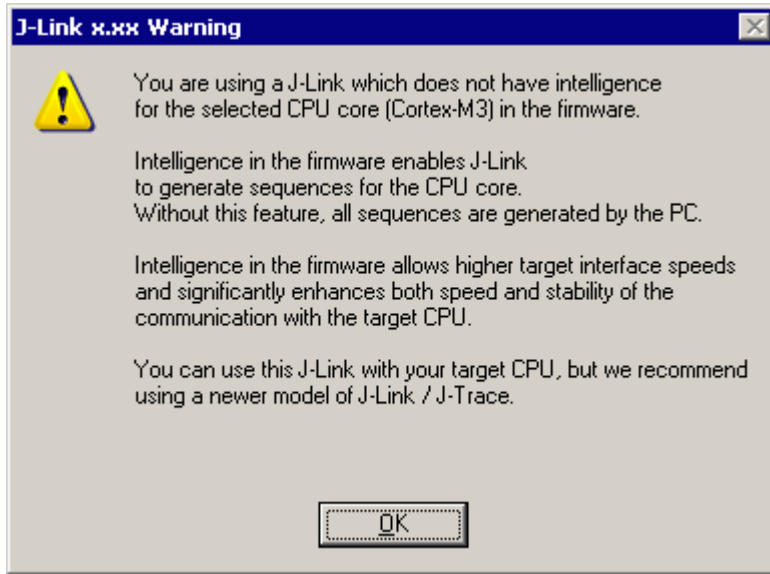 J-Link x.xx Warning
You are using a J-Link which does not have intelligence
for the selected CPU core (Cortex-M3) in the firmware.
Intelligence in the firmware enables J-Link
to generate sequences for the CPU core.
Without this feature, all sequences are generated by the PC.
Intelligence in the firmware allows higher target interface speeds
and significantly enhances both speed and stability of the
communication with the target CPU.
You can use this J-Link with your target CPU, but we recommend
using a newer model of J-Link / J-Trace.
OK